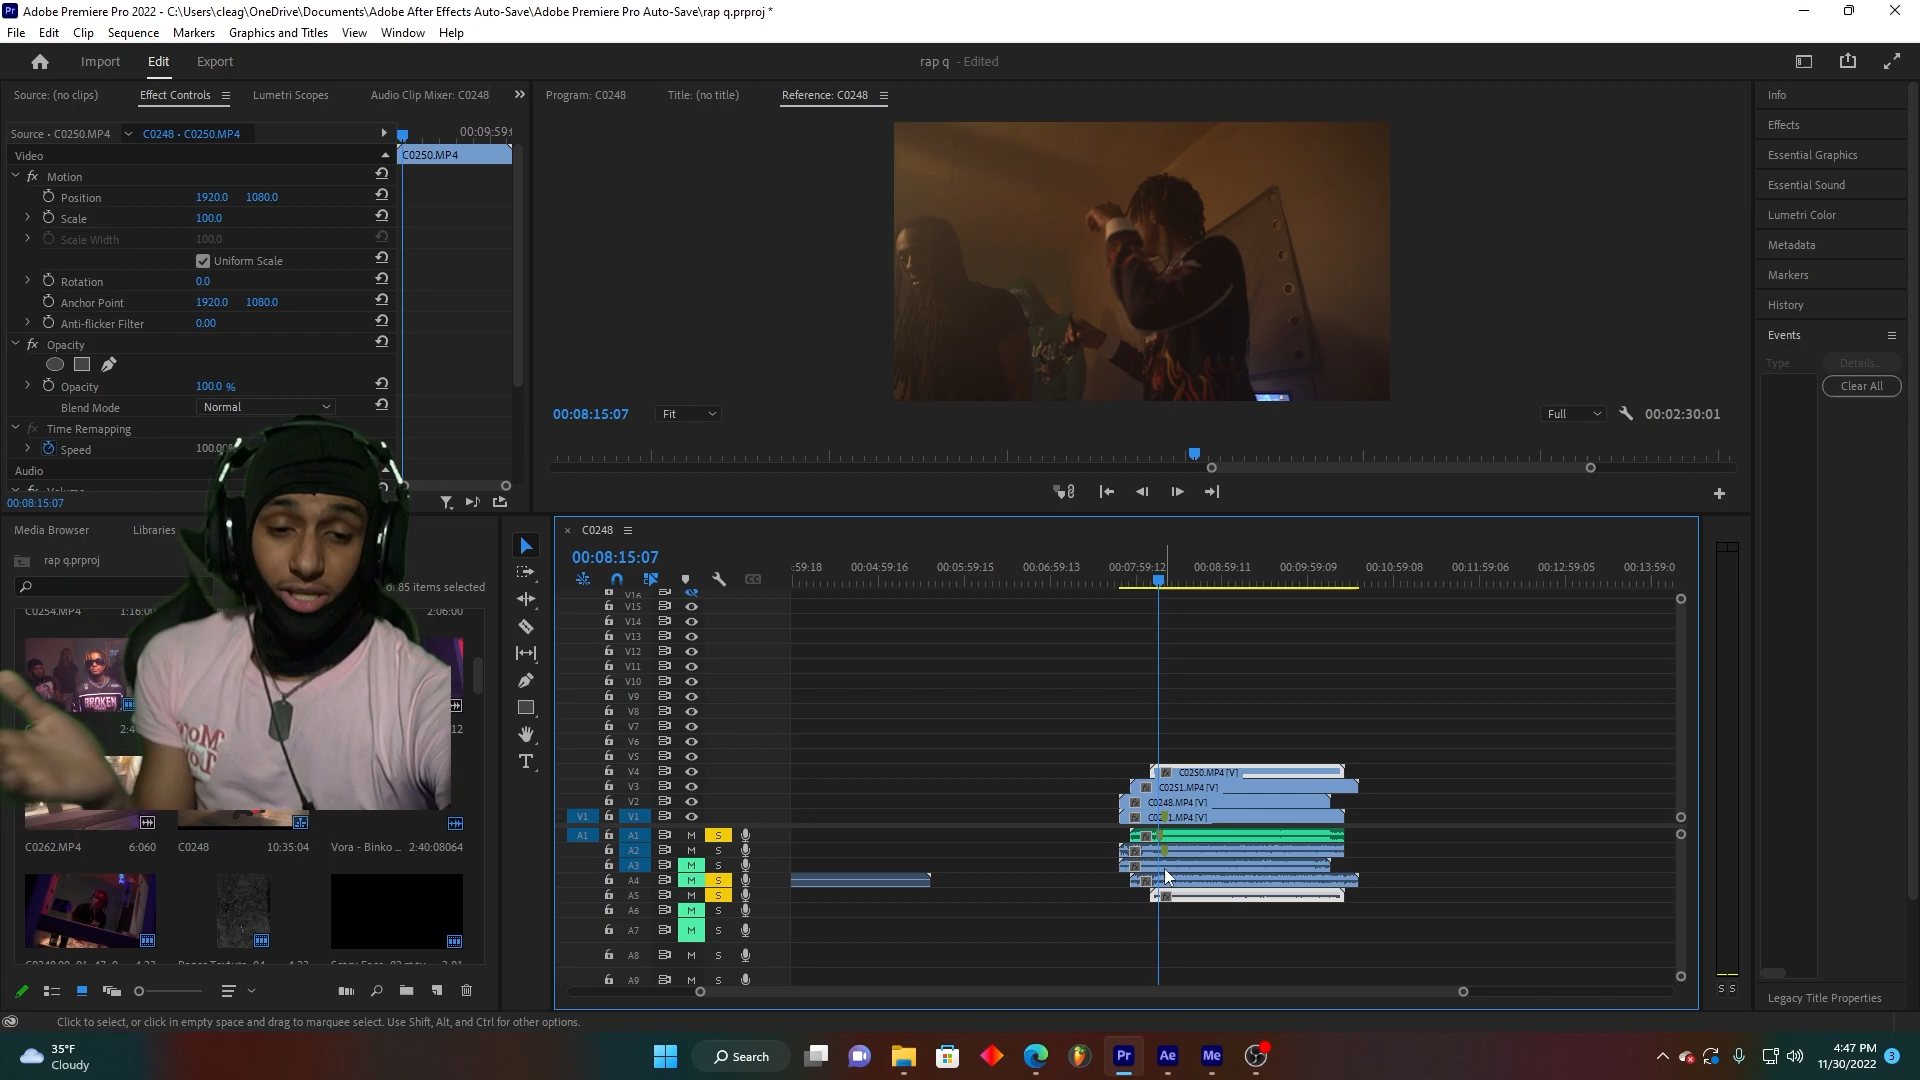 Adobe Premiere Pro 2022 - C:\Users\cleag\OneDrive\Documents\Adobe After Effects Auto-Save\Adobe Premiere Pro Auto-Save\rap q.prproj *
File Edit Clip Sequence Markers Graphics and Titles View Window Help
Import Edit Export
rap q - Edited
Source: (no clips) Effect Controls Lumetri Scopes Audio Clip Mixer: C0248
Program: C0248 Title: (no title) Reference: C0248
Source • C0250.MP4 C0248 • C0250.MP4 00:09:59:
Video
C0250.MP4
fx Motion
Position 1920.0 1080.0
Scale 100.0
Scale Width 100.0
Uniform Scale
Rotation 0.0
Anchor Point 1920.0 1080.0
Anti-flicker Filter 0.00
fx Opacity
Opacity 100.0 %
Blend Mode Normal
fx Time Remapping
Speed 100.00
Audio
00:08:15:07
00:08:15:07 Fit Full 00:02:30:01
Info
Effects
Essential Graphics
Essential Sound
Lumetri Color
Metadata
Markers
History
Events
Type Details...
Clear All
Legacy Title Properties
Media Browser Libraries
rap q.prproj
85 items selected
C0254.MP4 1:16:00 2:06:00
BROKEN
2:4 12
C0262.MP4 6:060
C0248 10:35:04
Vora - Binko ... 2:40:08064
C0248
00:08:15:07
:59:18 00:04:59:16 00:05:59:15 00:06:59:13 00:07:59:12 00:08:59:11 00:09:59:09 00:10:59:08 00:11:59:06 00:12:59:05 00:13:59:0
V16
V15
V14
V13
V12
V11
V10
V9
V8
V7
V6
V5
V4 fx C0250.MP4 [V]
V3 fx C0251.MP4 [V]
V2 fx C0248.MP4 [V]
V1 V1 1.MP4 [V]
A1 A1 M S
A2 M S
A3 M S
A4 M S
A5 M S
A6 M S
A7 M S
A8 M S
A9 M S
S S
Click to select, or click in empty space and drag to marquee select. Use Shift, Alt, and Ctrl for other options.
35°F
Cloudy
Search
Pr Ae Me
4:47 PM
11/30/2022
3